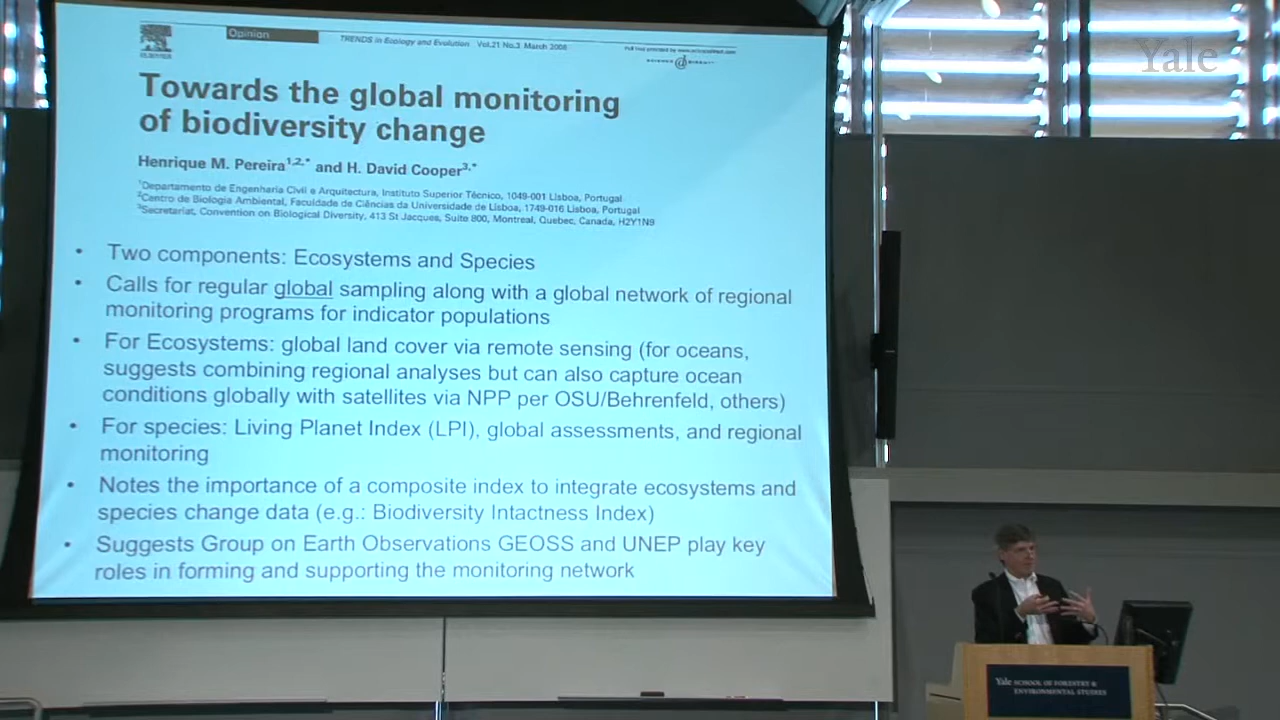 Yale
ELSEVIER
Opinion
TRENDS in Ecology and Evolution Vol.21 No.3 March 2006
Full text provided by www.sciencedirect.com
Towards the global monitoring
of biodiversity change
Henrique M. Pereira1,2,* and H. David Cooper3,*
1Departamento de Engenharia Civil e Arquitectura, Instituto Superior Técnico, 1049-001 Lisboa, Portugal
2Centro de Biologia Ambiental, Faculdade de Ciências da Universidade de Lisboa, 1749-016 Lisboa, Portugal
3Secretariat, Convention on Biological Diversity, 413 St Jacques, Suite 800, Montreal, Quebec, Canada, H2Y1N9
• Two components: Ecosystems and Species
• Calls for regular global sampling along with a global network of regional
monitoring programs for indicator populations
• For Ecosystems: global land cover via remote sensing (for oceans,
suggests combining regional analyses but can also capture ocean
conditions globally with satellites via NPP per OSU/Behrenfeld, others)
• For species: Living Planet Index (LPI), global assessments, and regional
monitoring
• Notes the importance of a composite index to integrate ecosystems and
species change data (e.g.: Biodiversity Intactness Index)
• Suggests Group on Earth Observations GEOSS and UNEP play key
roles in forming and supporting the monitoring network
Yale SCHOOL OF FORESTRY &
ENVIRONMENTAL STUDIES